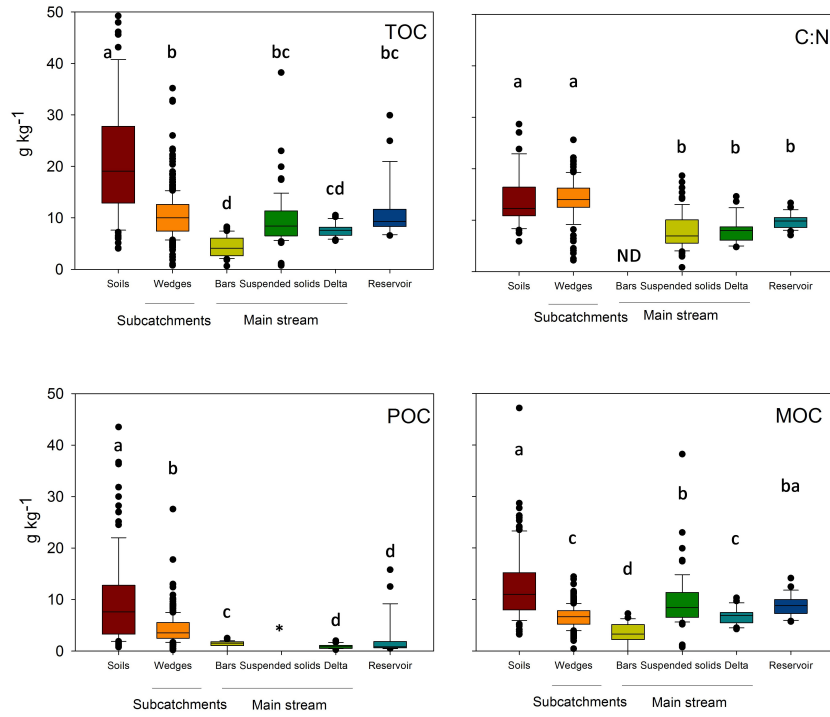 TOC
50
40
30
20
10
0
g kg-1
a b d bc cd bc
Soils Wedges Bars Suspended solids Delta Reservoir
Subcatchments Main stream
C:N
a a ND b b b
Soils Wedges Bars Suspended solids Delta Reservoir
Subcatchments Main stream
POC
50
40
30
20
10
0
g kg-1
a b c * d d
Soils Wedges Bars Suspended solids Delta Reservoir
Subcatchments Main stream
MOC
a c d b c ba
Soils Wedges Bars Suspended solids Delta Reservoir
Subcatchments Main stream